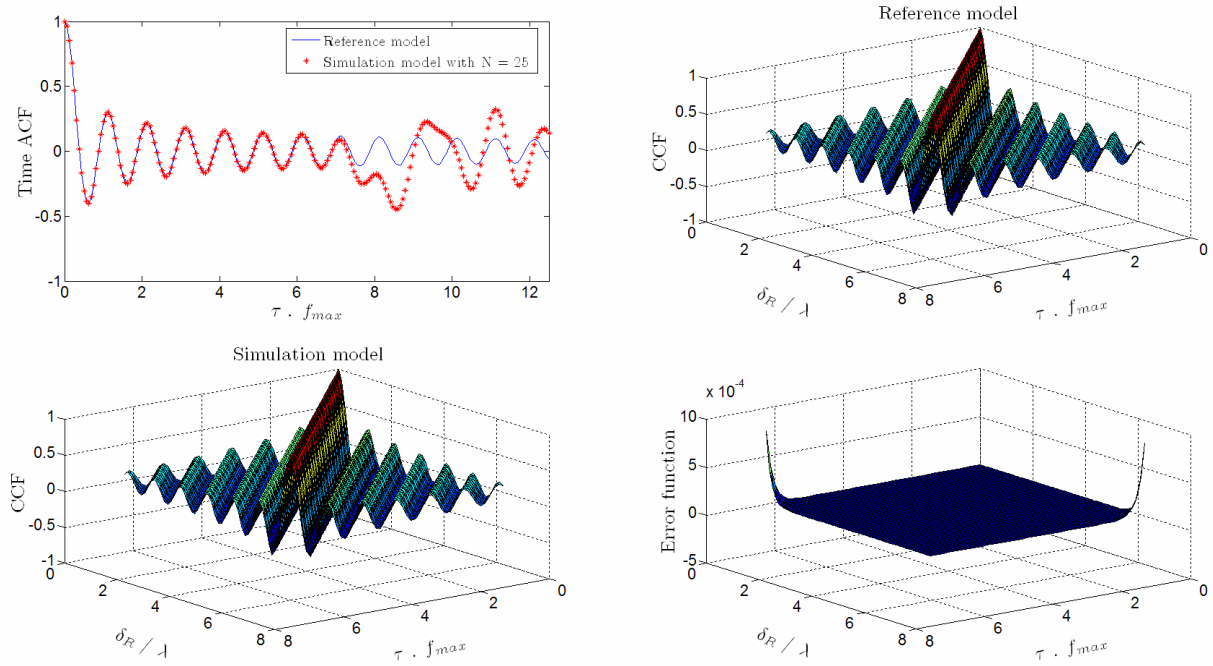 Reference model
Simulation model with N = 25
Time ACF
1
0.5
0
-0.5
-1
0 2 4 6 8 10 12
τ . f_max
Reference model
CCF
1
0.5
0
-0.5
-1
0 2 4 6 8
δ_R / λ
8 6 4 2 0
τ . f_max
Simulation model
CCF
1
0.5
0
-0.5
-1
0 2 4 6 8
δ_R / λ
8 6 4 2 0
τ . f_max
x 10^-4
Error function
10
5
0
-5
0 2 4 6 8
δ_R / λ
8 6 4 2 0
τ . f_max